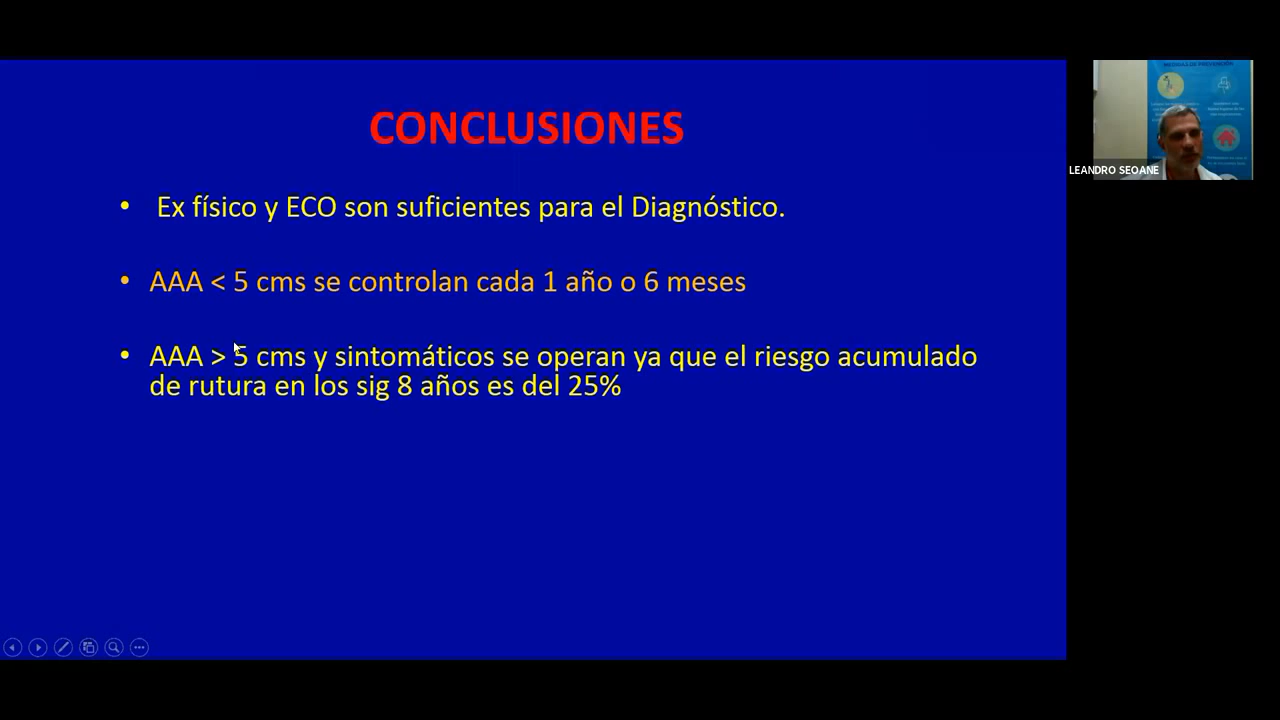 CONCLUSIONES
• Ex físico y ECO son suficientes para el Diagnóstico.
• AAA < 5 cms se controlan cada 1 año o 6 meses
• AAA > 5 cms y sintomáticos se operan ya que el riesgo acumulado
de rutura en los sig 8 años es del 25%
LEANDRO SEOANE